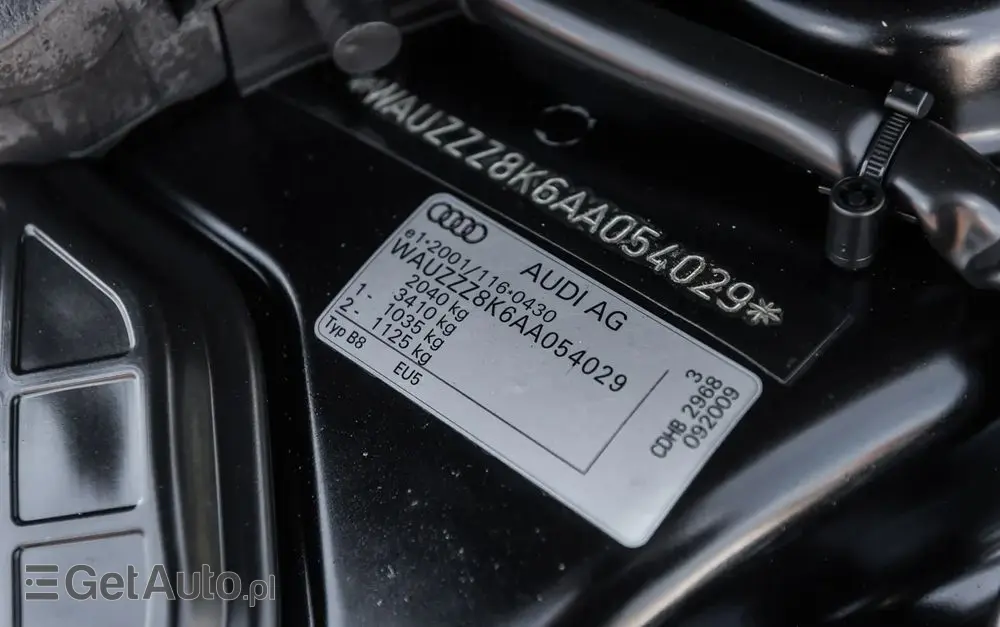 *WAUZZZ8K6AA054029*
AUDI AG
e1*2001/116*0430
WAUZZZ8K6AA054029
2040 kg
3410 kg
1- 1035 kg
2- 1125 kg
Typ B8
EU5
3
CDHB 2968
092009
GetAuto.pl